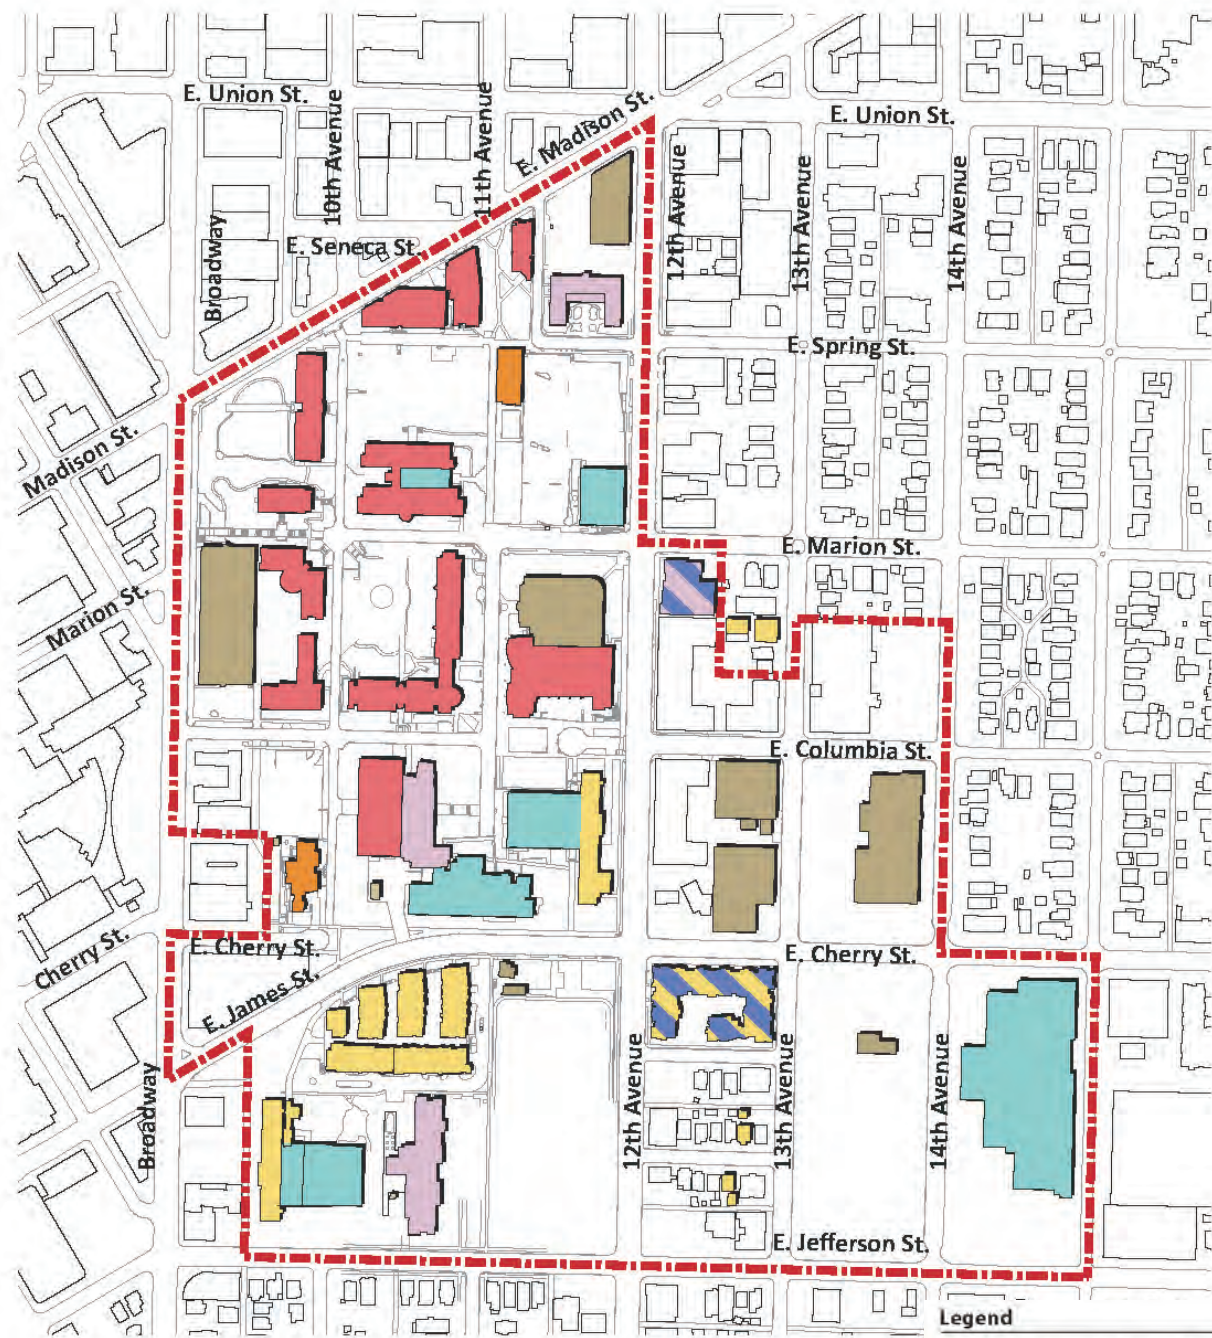 E. Union St.
E. Madison St.
E. Union St.
10th Avenue
11th Avenue
12th Avenue
13th Avenue
14th Avenue
Broadway
E. Seneca St.
E. Spring St.
Madison St.
E. Marion St.
Marion St.
E. Columbia St.
Cherry St.
E. Cherry St.
E. Cherry St.
E. James St.
Broadway
12th Avenue
13th Avenue
14th Avenue
E. Jefferson St.
Legend